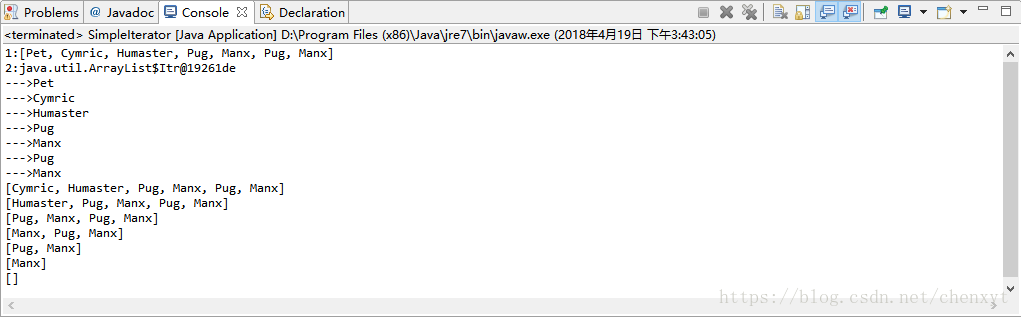 Problems @ Javadoc Console Declaration
<terminated> SimpleIterator [Java Application] D:\Program Files (x86)\Java\jre7\bin\javaw.exe (2018年4月19日 下午3:43:05)
1:[Pet, Cymric, Humaster, Pug, Manx, Pug, Manx]
2:java.util.ArrayList$Itr@19261de
--->Pet
--->Cymric
--->Humaster
--->Pug
--->Manx
--->Pug
--->Manx
[Cymric, Humaster, Pug, Manx, Pug, Manx]
[Humaster, Pug, Manx, Pug, Manx]
[Pug, Manx, Pug, Manx]
[Manx, Pug, Manx]
[Pug, Manx]
[Manx]
[]
https://blog.csdn.net/chenxyt